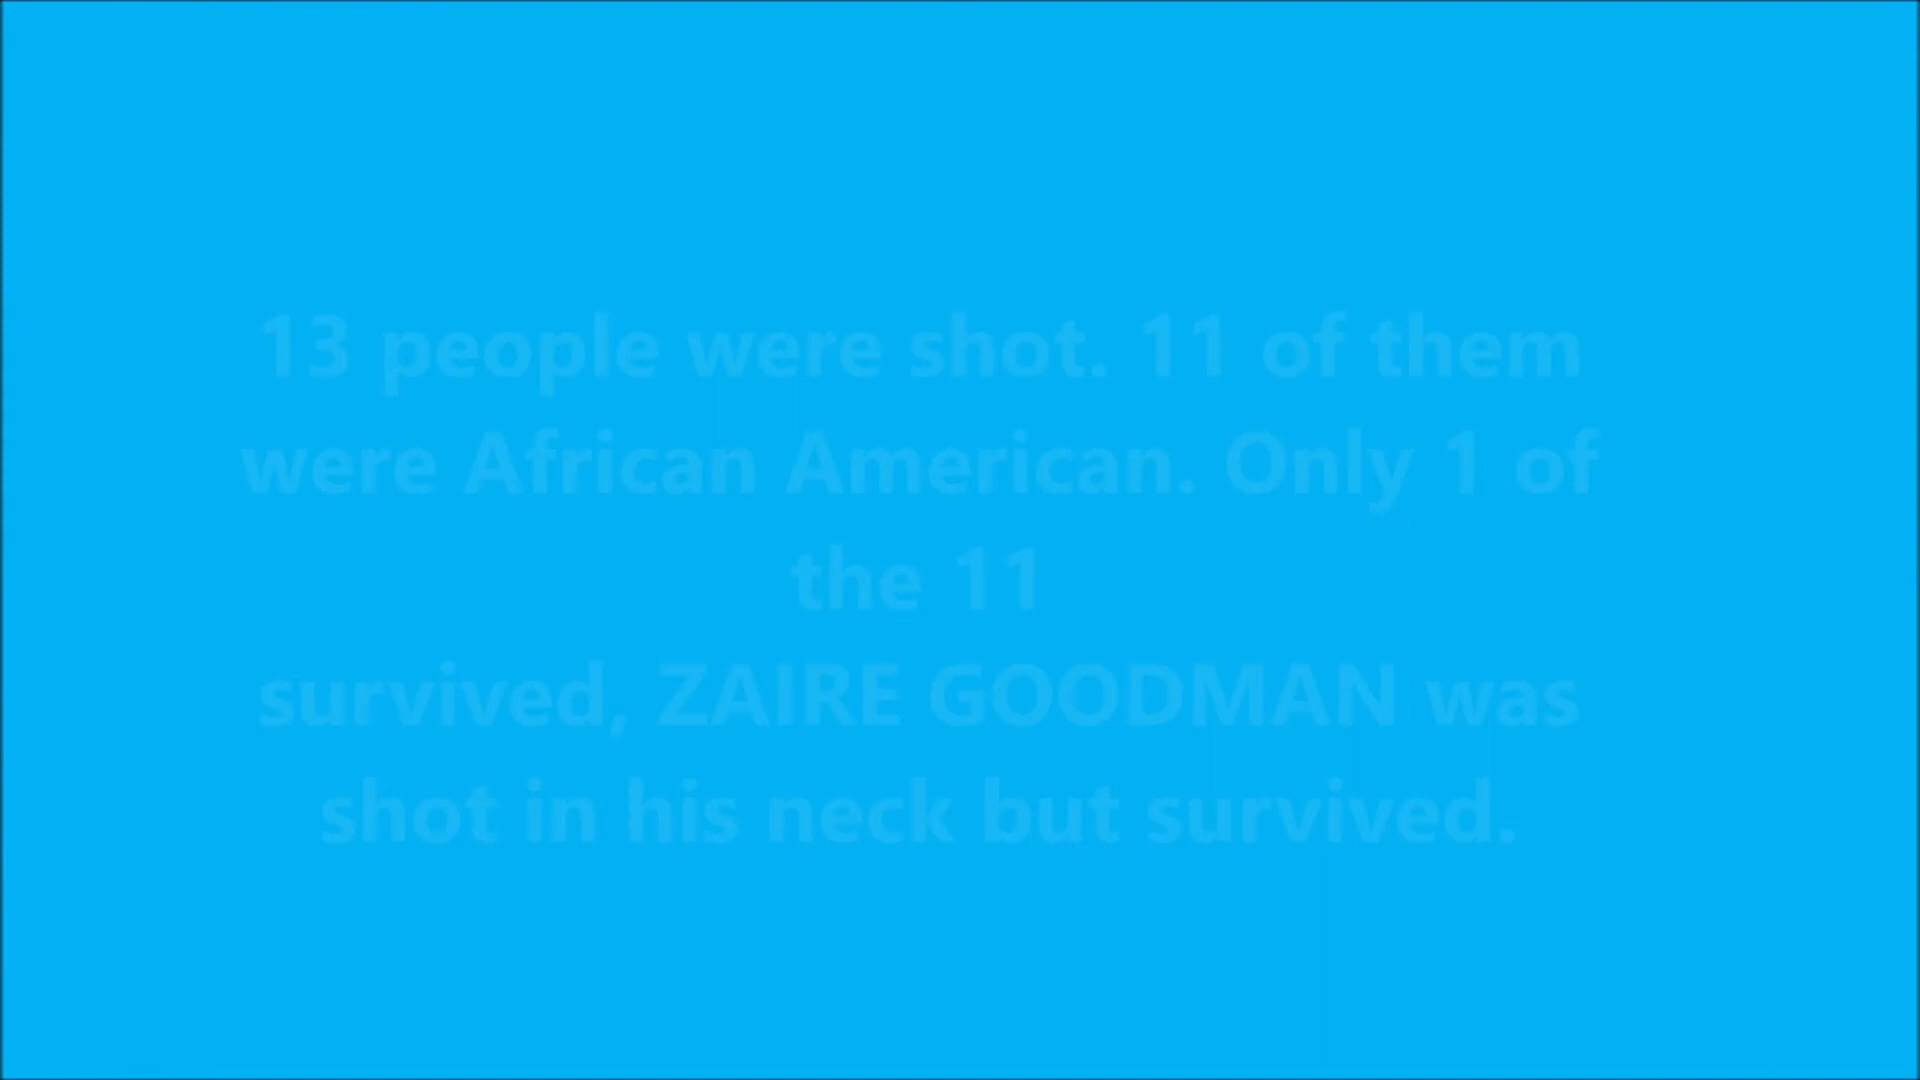 13 people were shot. 11 of them
were African American. Only 1 of
the 11
survived, ZAIRE GOODMAN was
shot in his neck but survived.